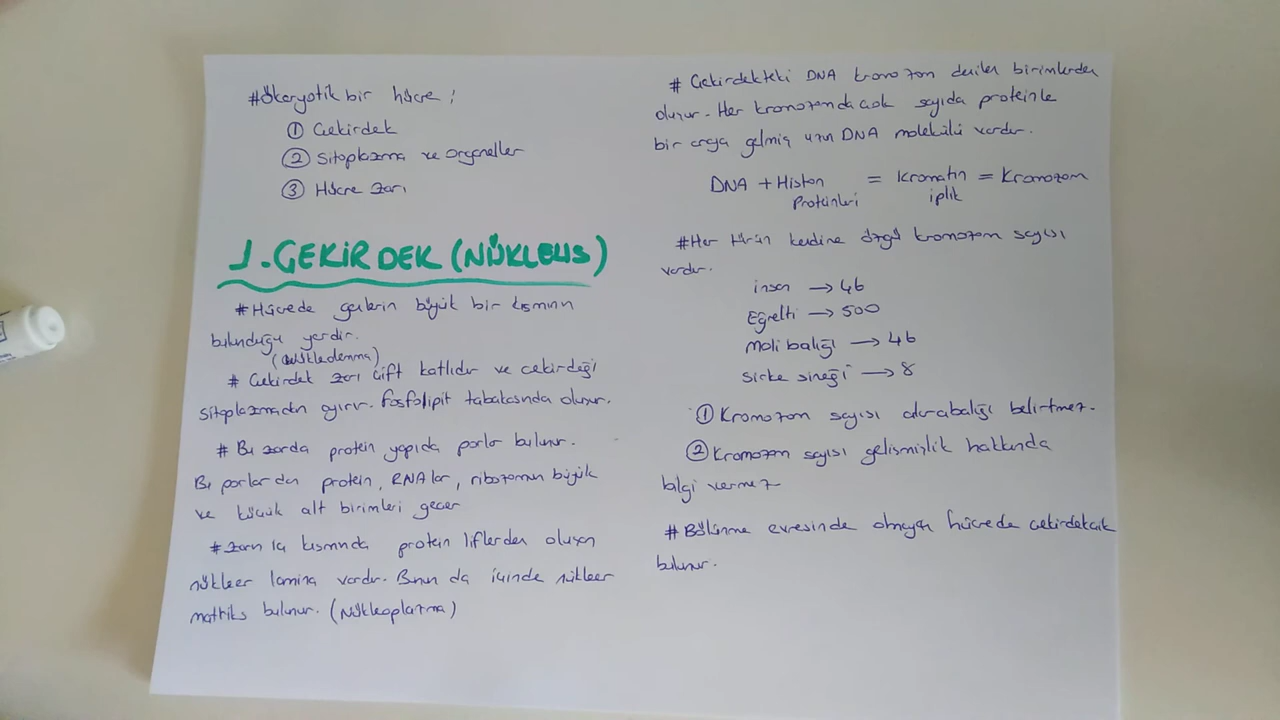 #Ökaryotik bir hücre;
① Çekirdek
② Sitoplazma ve organeller
③ Hücre zarı
1. ÇEKİRDEK (NÜKLEUS)
# Hücrede genlerin büyük bir kısmının
bulunduğu yerdir.
# Çekirdek zarı çift katlıdır ve çekirdeği
sitoplazmadan ayırır. Fosfolipit tabakasında oluşur.
# Bu zarda protein yapıda porlar bulunur.
Bu porlardan protein, RNAlar, ribozomun büyük
ve küçük alt birimleri geçer
# Zarın iç kısmında protein liflerden oluşan
nükleer lamina vardır. Bunun da içinde nükleer
matriks bulunur. (Nükleoplazma)
# Çekirdekteki DNA kromozom denilen birimlerden
oluşur. Her kromozomda çok sayıda proteinle
bir araya gelmiş uzun DNA molekülü vardır.
DNA + Histon = Kromatin = Kromozom
Proteinleri iplik
#Her türün kendine özgü kromozom sayısı
vardır.
insan → 46
Eğrelti → 500
Moli balığı → 46
Sirke sineği → 8
① Kromozom sayısı akrabalığı belirtmez.
② Kromozom sayısı gelişmişlik hakkında
bilgi vermez
# Bölünme evresinde olmayan hücrede çekirdekçik
bulunur.